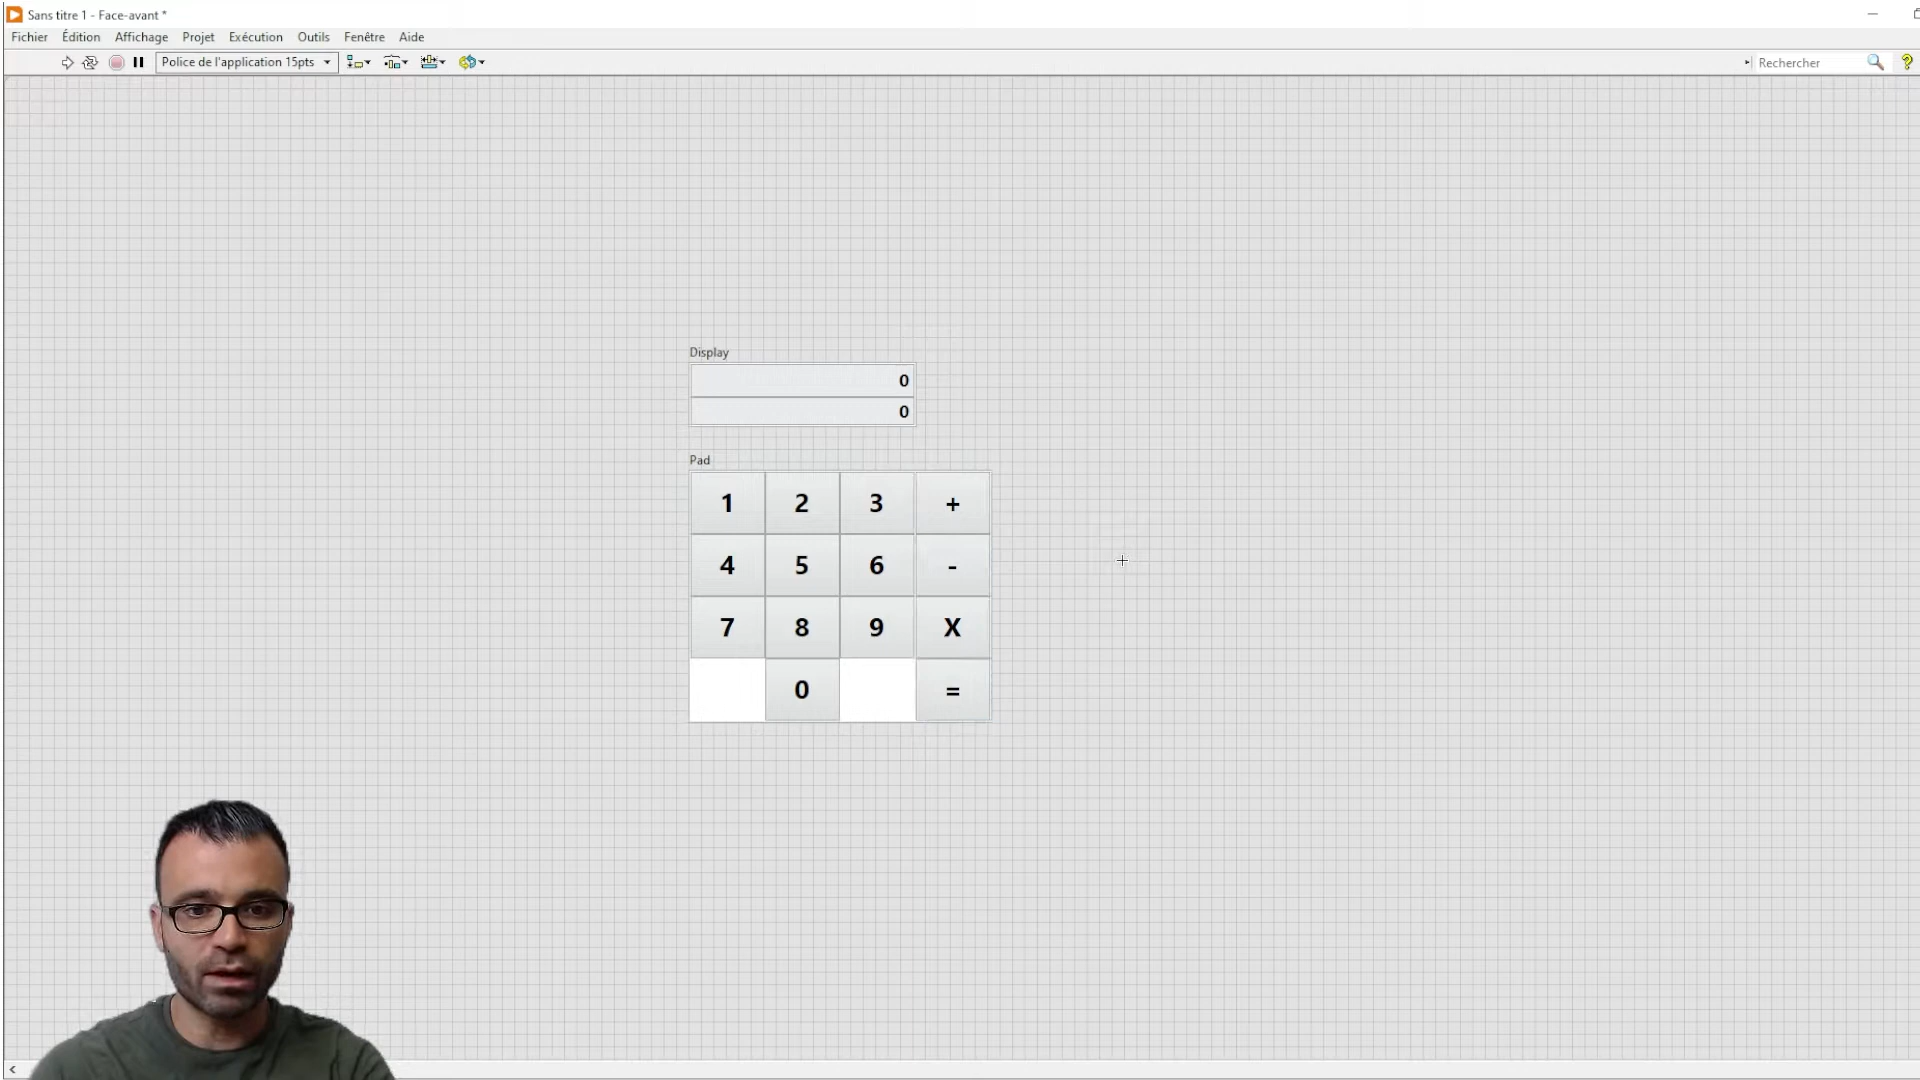 Sans titre 1 - Face-avant *
Fichier Édition Affichage Projet Exécution Outils Fenêtre Aide
Police de l'application 15pts
Rechercher
?
Display
0
0
Pad
1 2 3 +
4 5 6 -
7 8 9 X
0 =